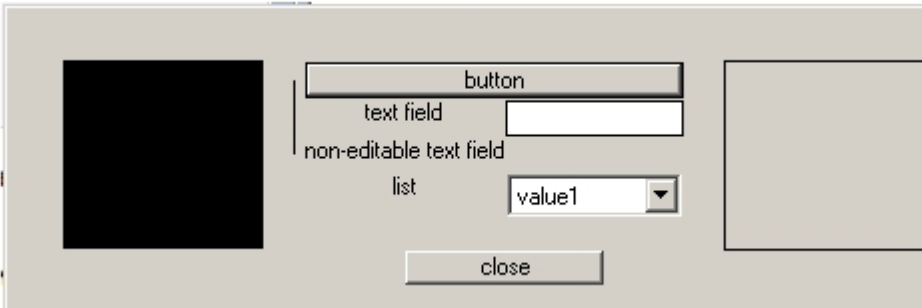 button
text field
non-editable text field
list
value1
close